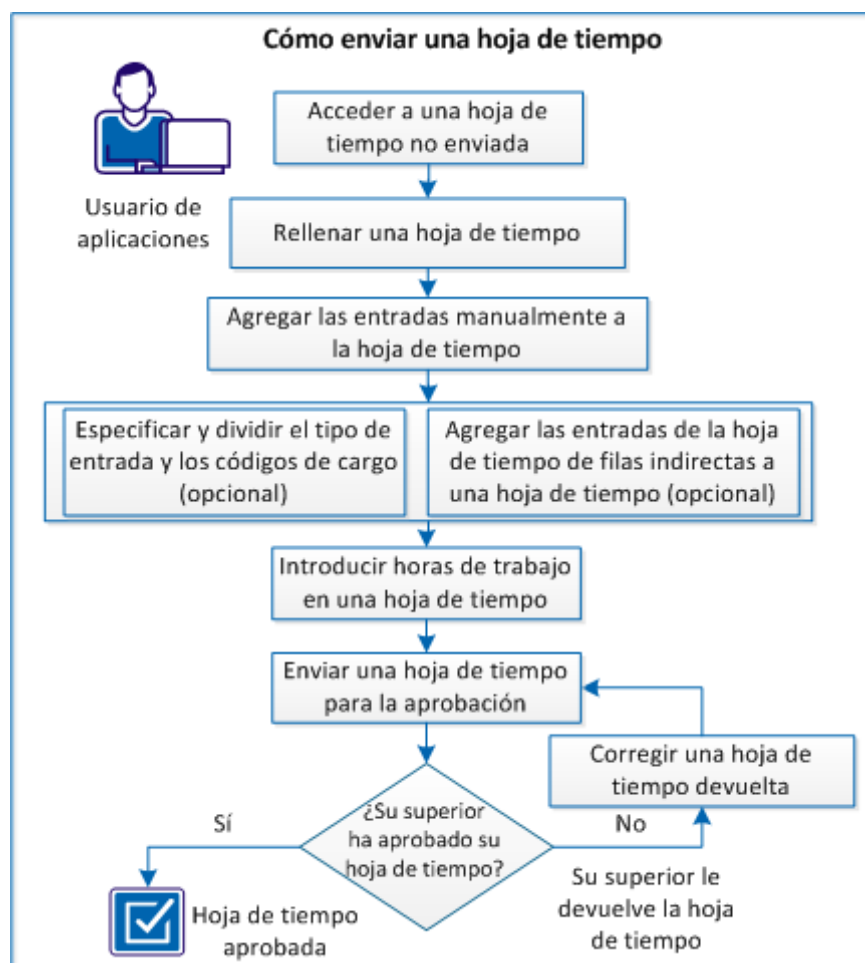 Cómo enviar una hoja de tiempo
Acceder a una hoja de
tiempo no enviada
Usuario de
aplicaciones
Rellenar una hoja de tiempo
Agregar las entradas manualmente a
la hoja de tiempo
Especificar y dividir el tipo de
entrada y los códigos de cargo
(opcional)
Agregar las entradas de la hoja
de tiempo de filas indirectas a
una hoja de tiempo (opcional)
Introducir horas de trabajo
en una hoja de tiempo
Enviar una hoja de tiempo
para la aprobación
Corregir una hoja de
tiempo devuelta
¿Su superior
ha aprobado su
hoja de tiempo?
Sí
No
Hoja de tiempo
aprobada
Su superior le
devuelve la hoja
de tiempo